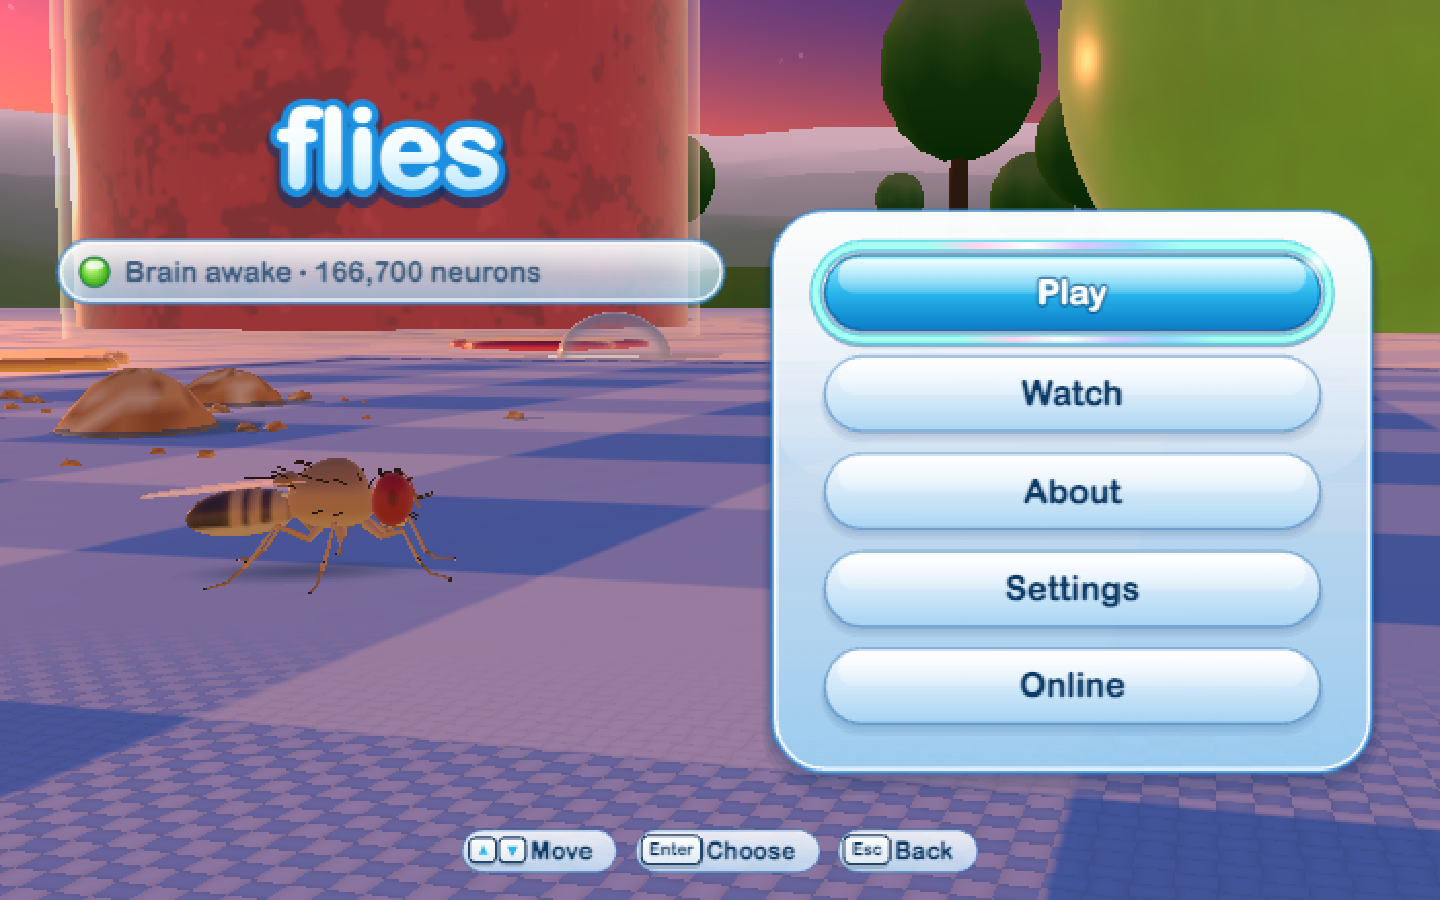 flies
Brain awake · 166,700 neurons
Play
Watch
About
Settings
Online
▲ ▼ Move Enter Choose Esc Back